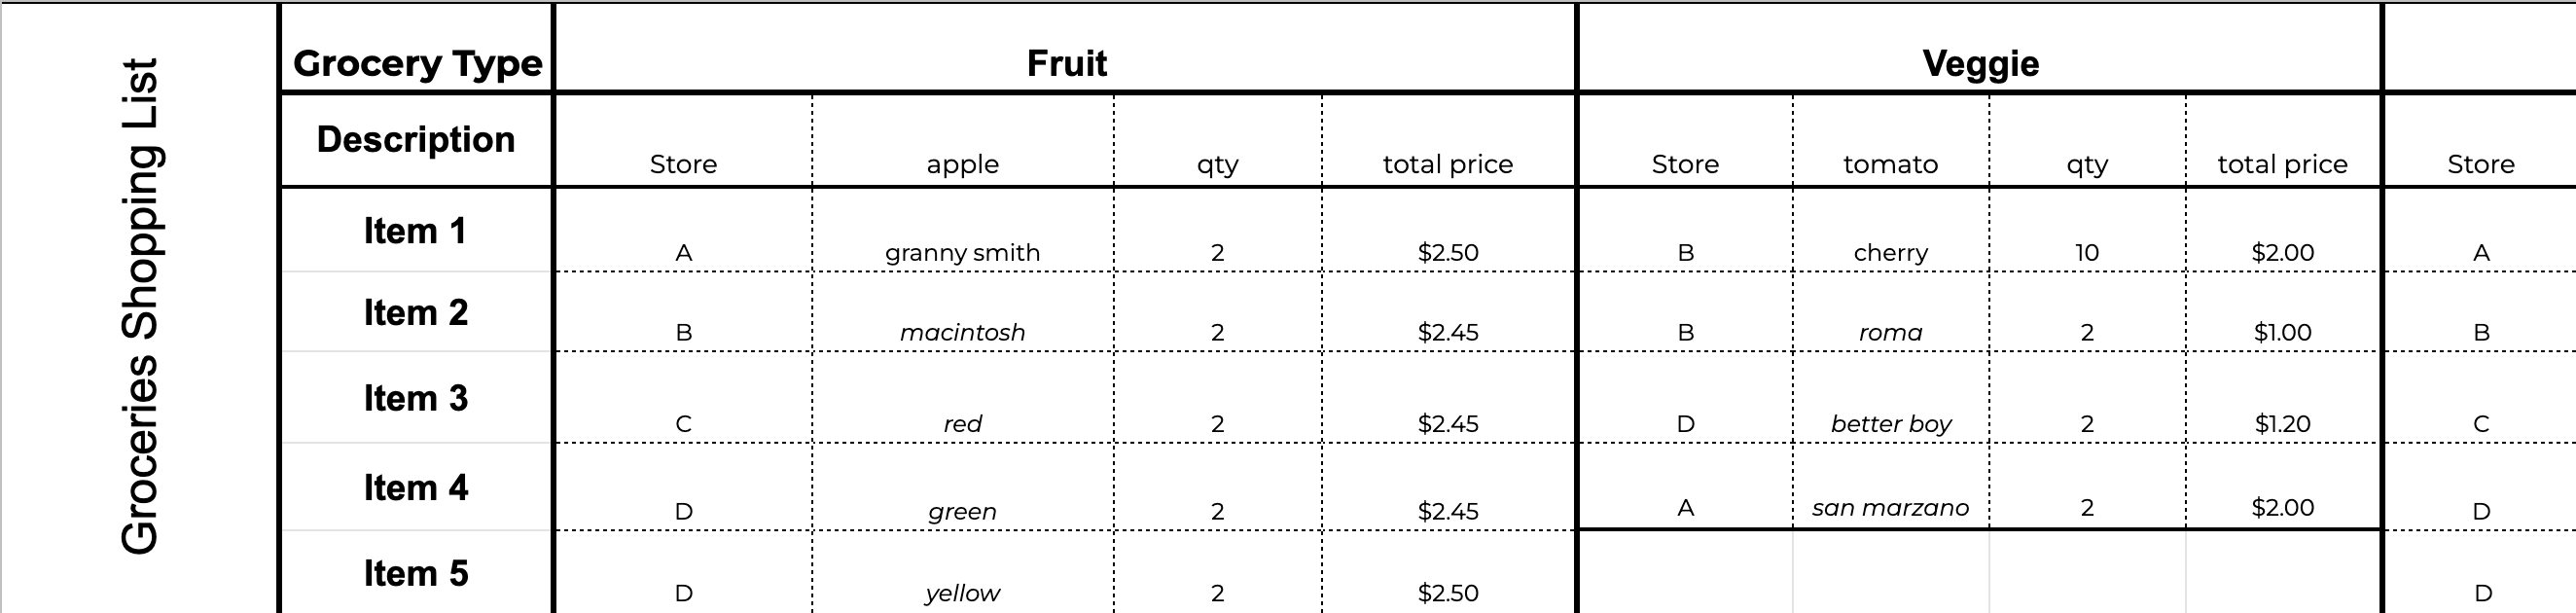 Groceries Shopping List
Grocery Type Fruit Veggie
Description Store apple qty total price Store tomato qty total price Store
Item 1 A granny smith 2 $2.50 B cherry 10 $2.00 A
Item 2 B macintosh 2 $2.45 B roma 2 $1.00 B
Item 3 C red 2 $2.45 D better boy 2 $1.20 C
Item 4 D green 2 $2.45 A san marzano 2 $2.00 D
Item 5 D yellow 2 $2.50 D